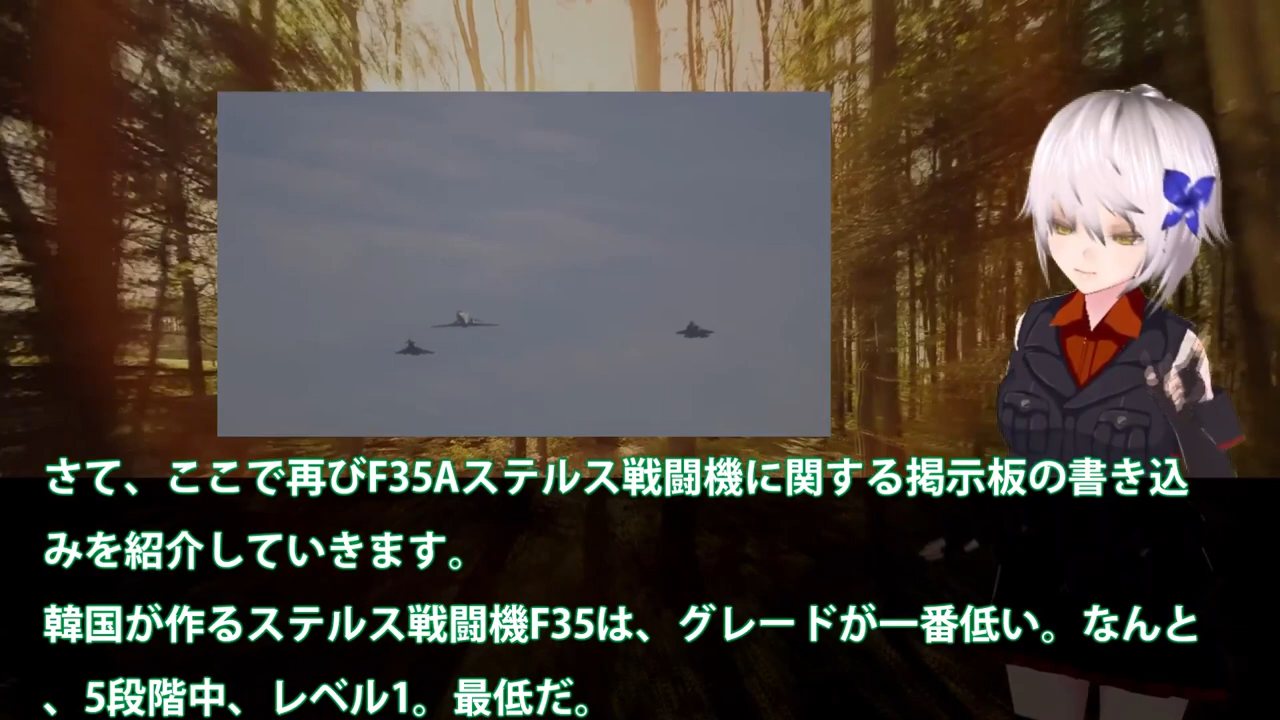 さて、ここで再びF35Aステルス戦闘機に関する掲示板の書き込
みを紹介していきます。
韓国が作るステルス戦闘機F35は、グレードが一番低い。なんと
、5段階中、レベル1。最低だ。